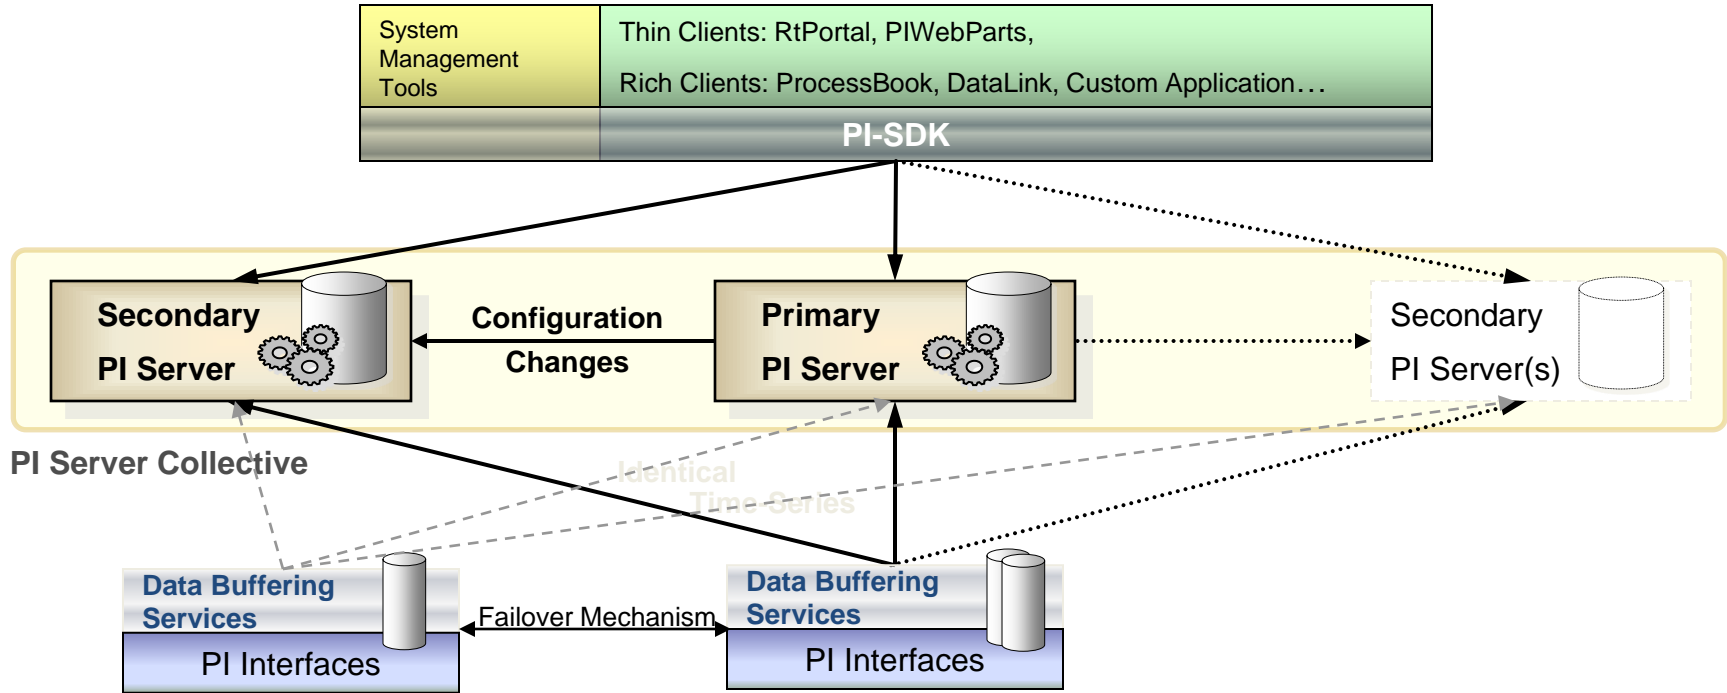 System
Management
Tools
Thin Clients: RtPortal, PIWebParts,
Rich Clients: ProcessBook, DataLink, Custom Application…
PI-SDK
Secondary
PI Server
Configuration
Changes
Primary
PI Server
Secondary
PI Server(s)
PI Server Collective
Identical
Time-Series
Data Buffering
Services
PI Interfaces
Failover Mechanism
Data Buffering
Services
PI Interfaces